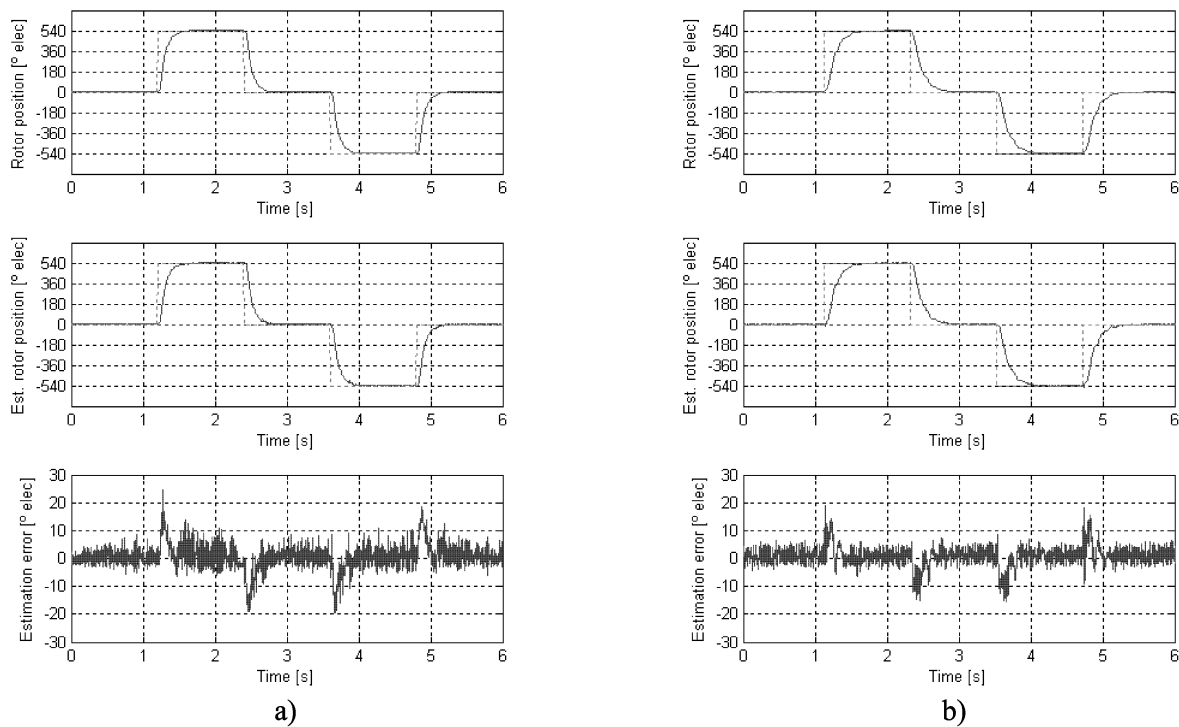 Rotor position [º elec]
540
360
180
0
-180
-360
-540
0 1 2 3 4 5 6
Time [s]
Est. rotor position [º elec]
540
360
180
0
-180
-360
-540
0 1 2 3 4 5 6
Time [s]
Estimation error [º elec]
30
20
10
0
-10
-20
-30
0 1 2 3 4 5 6
Time [s]
a)
Rotor position [º elec]
540
360
180
0
-180
-360
-540
0 1 2 3 4 5 6
Time [s]
Est. rotor position [º elec]
540
360
180
0
-180
-360
-540
0 1 2 3 4 5 6
Time [s]
Estimation error [º elec]
30
20
10
0
-10
-20
-30
0 1 2 3 4 5 6
Time [s]
b)